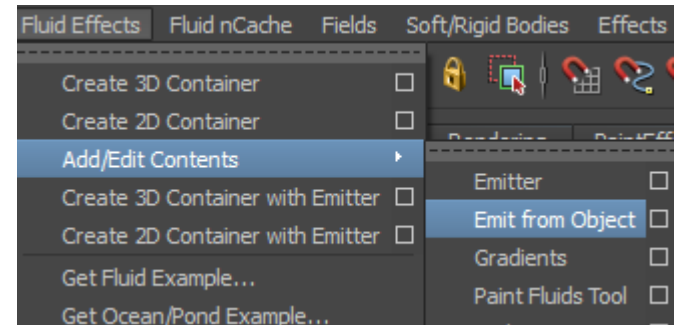 Fluid Effects Fluid nCache Fields Soft/Rigid Bodies Effects
Create 3D Container
Create 2D Container
Add/Edit Contents
Create 3D Container with Emitter
Create 2D Container with Emitter
Get Fluid Example...
Get Ocean/Pond Example...
Emitter
Emit from Object
Gradients
Paint Fluids Tool